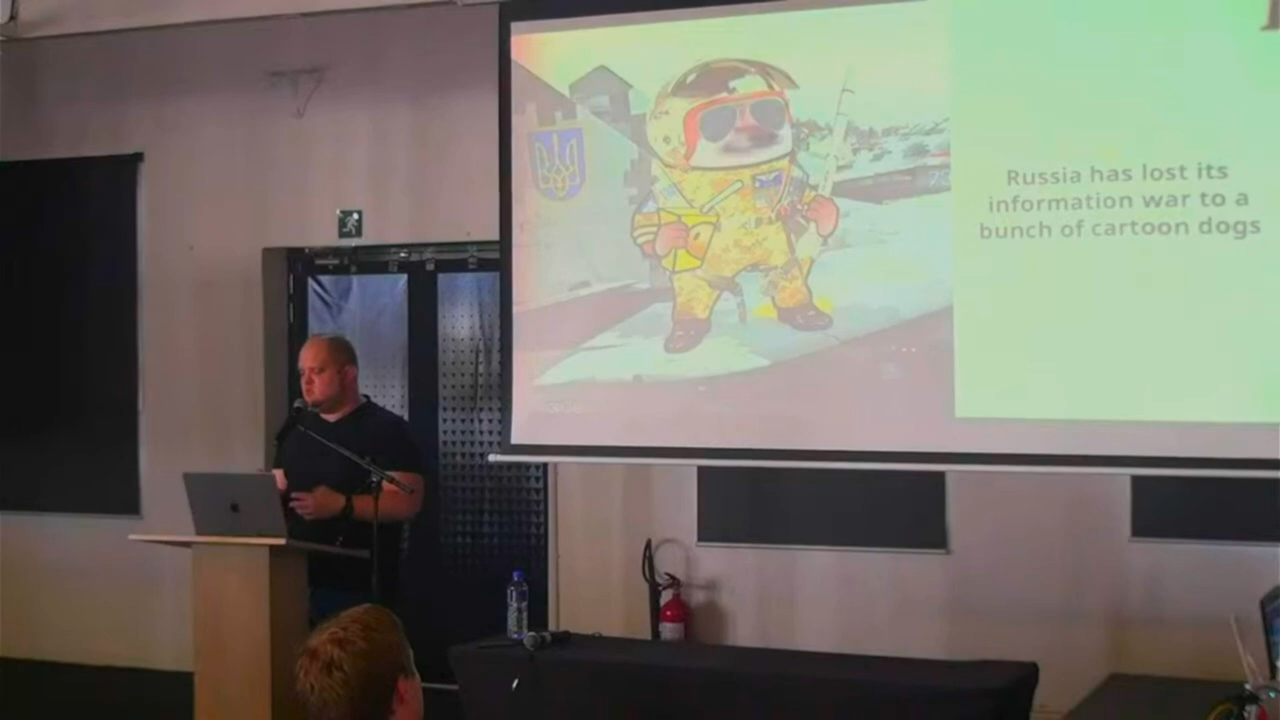 Russia has lost its
information war to a
bunch of cartoon dogs